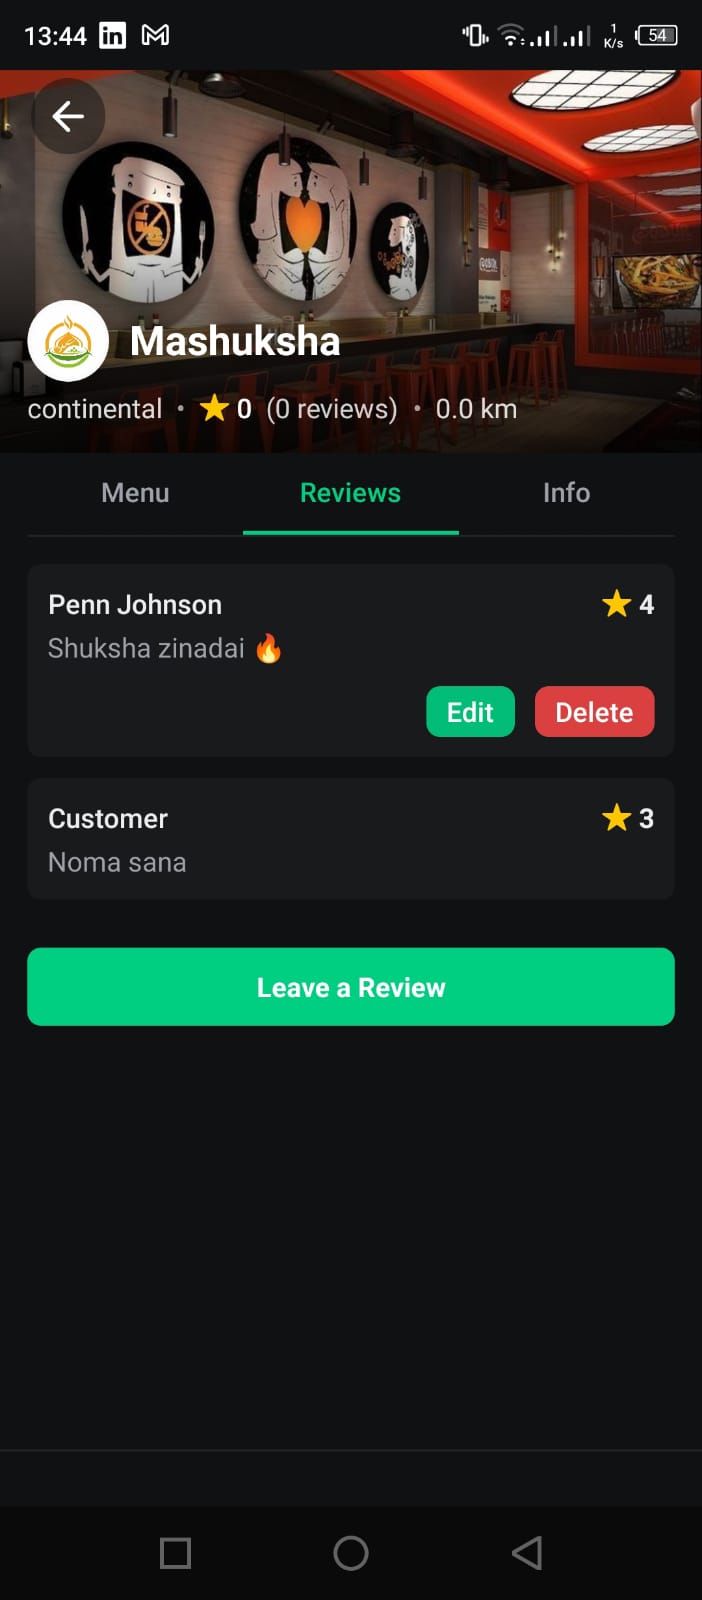 13:44
1
K/s
54
Mashuksha
continental • 0 (0 reviews) • 0.0 km
Menu Reviews Info
Penn Johnson 4
Shuksha zinadai 🔥
Edit Delete
Customer 3
Noma sana
Leave a Review